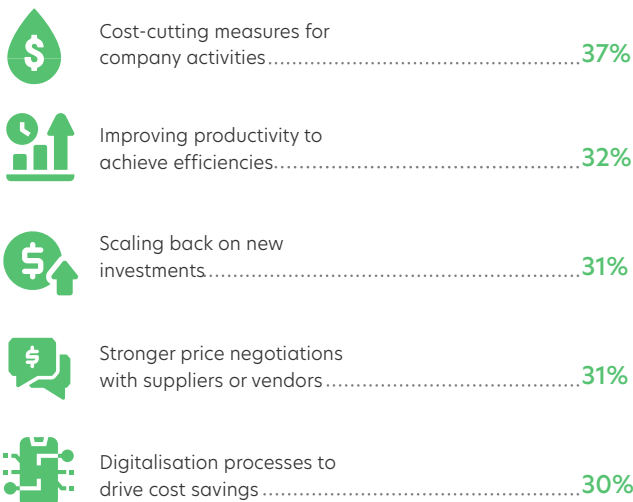 $
Cost-cutting measures for
company activities 37%
Improving productivity to
achieve efficiencies 32%
$
Scaling back on new
investments 31%
$
Stronger price negotiations
with suppliers or vendors 31%
Digitalisation processes to
drive cost savings 30%